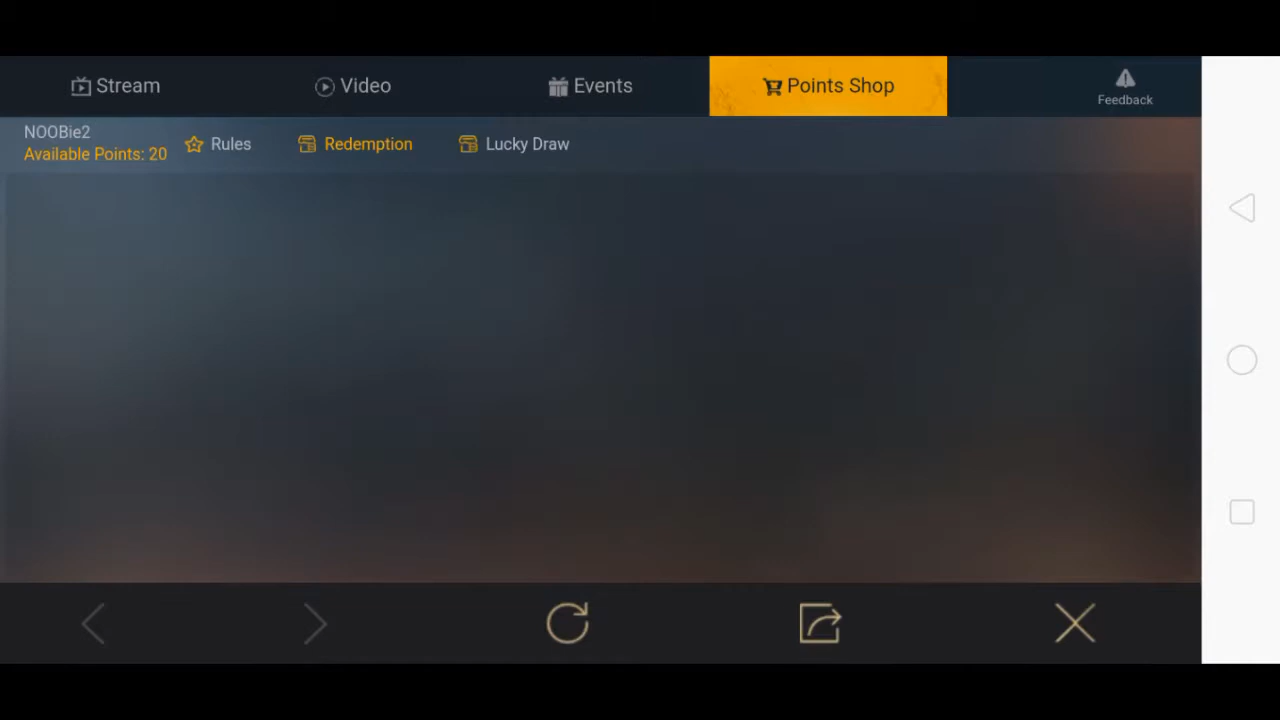 Stream
Video
Events
Points Shop
Feedback
NOOBie2
Available Points: 20
Rules
Redemption
Lucky Draw